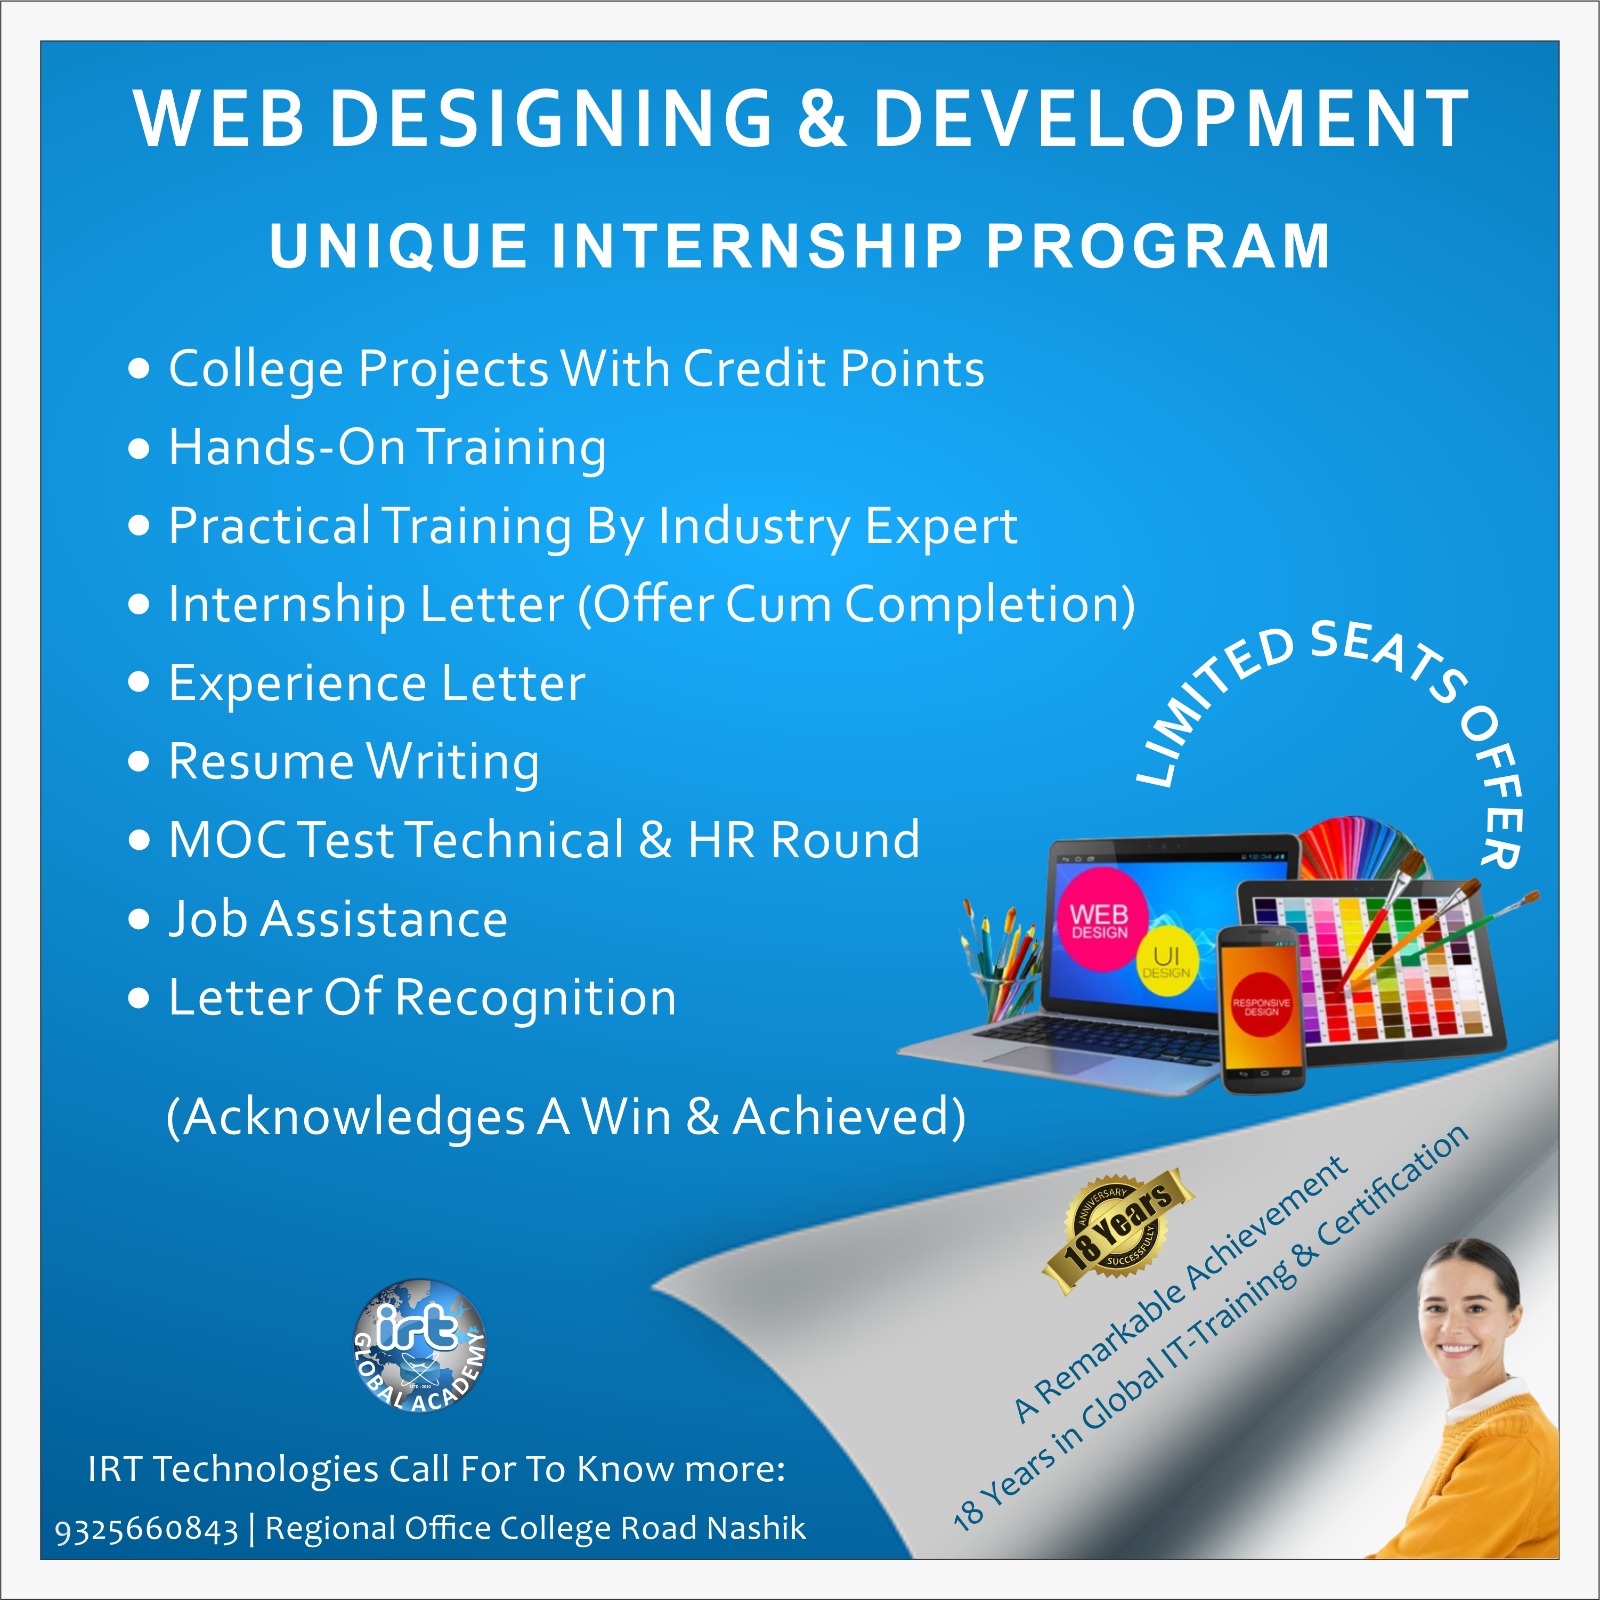 WEB DESIGNING & DEVELOPMENT
UNIQUE INTERNSHIP PROGRAM
• College Projects With Credit Points
• Hands-On Training
• Practical Training By Industry Expert
• Internship Letter (Offer Cum Completion)
• Experience Letter
• Resume Writing
• MOC Test Technical & HR Round
• Job Assistance
• Letter Of Recognition
(Acknowledges A Win & Achieved)
LIMITED SEATS OFFER
12:34
WEB
DESIGN
UI
DESIGN
RESPONSIVE
DESIGN
ANNIVERSARY
18 Years
SUCCESSFULLY
A Remarkable Achievement
18 Years in Global IT-Training & Certification
irt
GLOBAL ACADEMY
IRT Technologies Call For To Know more:
9325660843 | Regional Office College Road Nashik